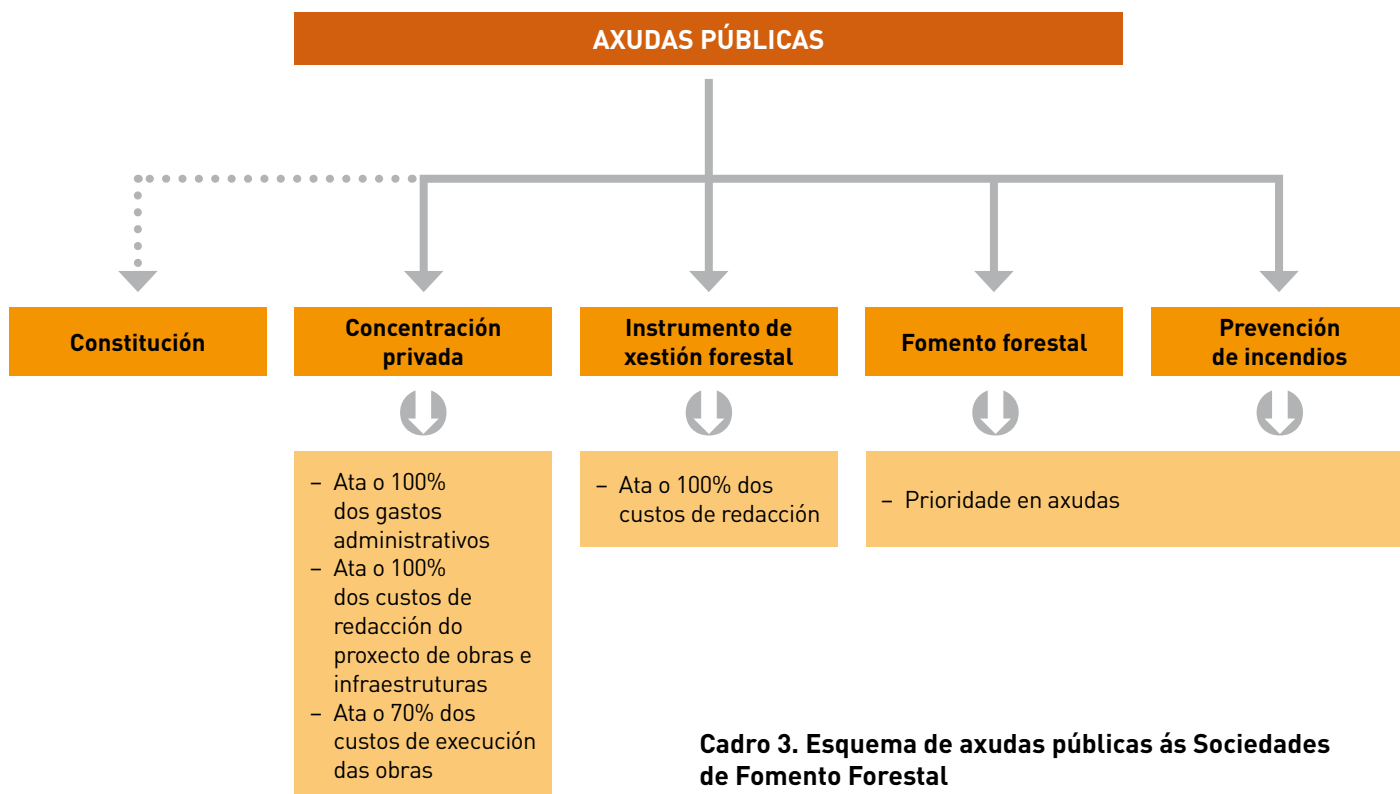 AXUDAS PÚBLICAS
Constitución
Concentración
privada
Instrumento de
xestión forestal
Fomento forestal
Prevención
de incendios
– Ata o 100%
dos gastos
administrativos
– Ata o 100%
dos custos de
redacción do
proxecto de obras e
infraestruturas
– Ata o 70% dos
custos de execución
das obras
– Ata o 100% dos
custos de redacción
– Prioridade en axudas
Cadro 3. Esquema de axudas públicas ás Sociedades
de Fomento Forestal